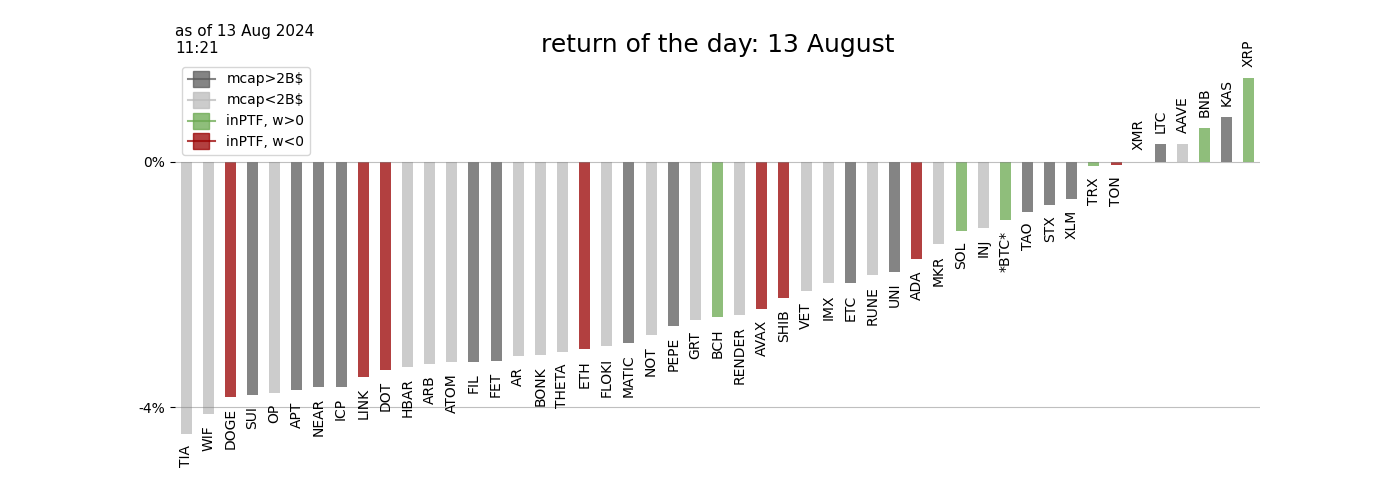 as of 13 Aug 2024
11:21
return of the day: 13 August
mcap>2B$
mcap<2B$
inPTF, w>0
inPTF, w<0
0%
-4%
TIA
WIF
DOGE
SUI
OP
APT
NEAR
ICP
LINK
DOT
HBAR
ARB
ATOM
FIL
FET
AR
BONK
THETA
ETH
FLOKI
MATIC
NOT
PEPE
GRT
BCH
RENDER
AVAX
SHIB
VET
IMX
ETC
RUNE
UNI
ADA
MKR
SOL
INJ
*BTC*
TAO
STX
XLM
TRX
TON
XMR
LTC
AAVE
BNB
KAS
XRP